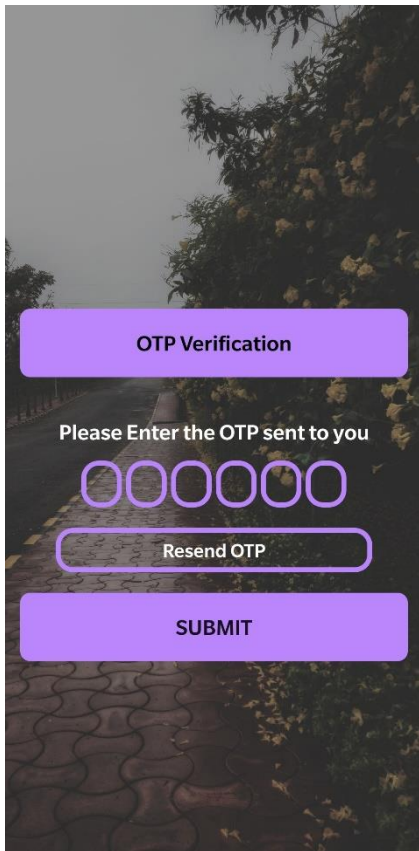 OTP Verification
Please Enter the OTP sent to you
Resend OTP
SUBMIT